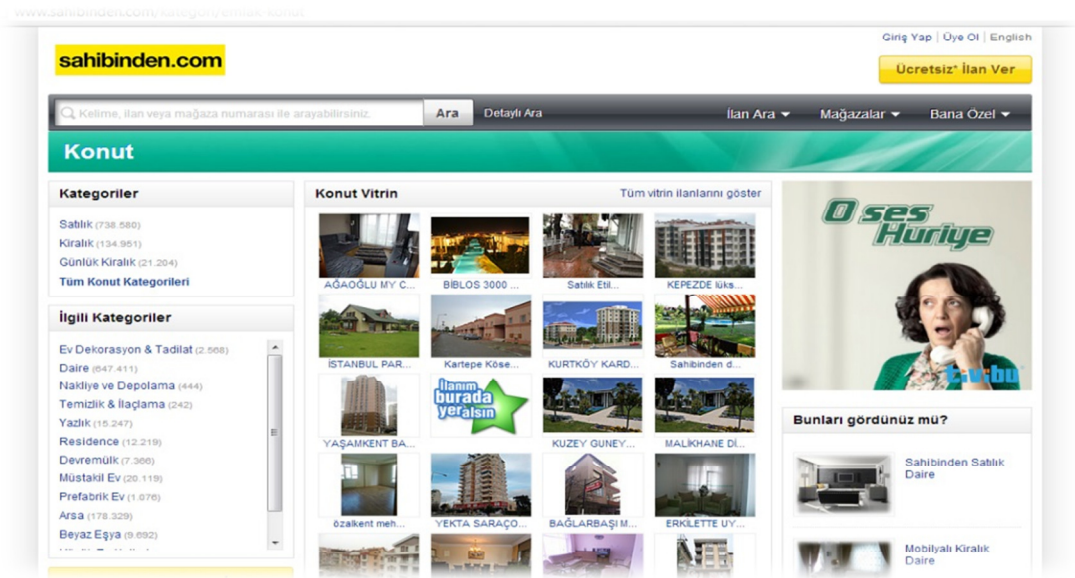 www.sahibinden.com/kategori/emlak-konut
Giriş Yap | Üye Ol | English
sahibinden.com
Ücretsiz* İlan Ver
Kelime, ilan veya mağaza numarası ile arayabilirsiniz.
Ara
Detaylı Ara
İlan Ara
Mağazalar
Bana Özel
Konut
Kategoriler
Satılık (738.580)
Kiralık (134.951)
Günlük Kiralık (21.204)
Tüm Konut Kategorileri
İlgili Kategoriler
Ev Dekorasyon & Tadilat (2.568)
Daire (647.411)
Nakliye ve Depolama (444)
Temizlik & İlaçlama (242)
Yazlık (15.247)
Residence (12.219)
Devremülk (7.366)
Müstakil Ev (20.119)
Prefabrik Ev (1.076)
Arsa (178.329)
Beyaz Eşya (9.692)
Konut Vitrin
Tüm vitrin ilanlarını göster
AĞAOĞLU MY C...
BİBLOS 3000 ...
Satılık Etil...
KEPEZDE lüks...
İSTANBUL PAR...
Kartepe Köse...
KURTKÖY KARD...
Sahibinden d...
YAŞAMKENT BA...
İlanım
burada
yer alsın
KUZEY GUNEY...
MALİKHANE Dİ...
özalkent meh...
YEKTA SARAÇO...
BAĞLARBAŞI M...
ERKİLETTE UY...
O ses
Huriye
tivibu
Bunları gördünüz mü?
Sahibinden Satılık
Daire
Mobilyalı Kiralık
Daire